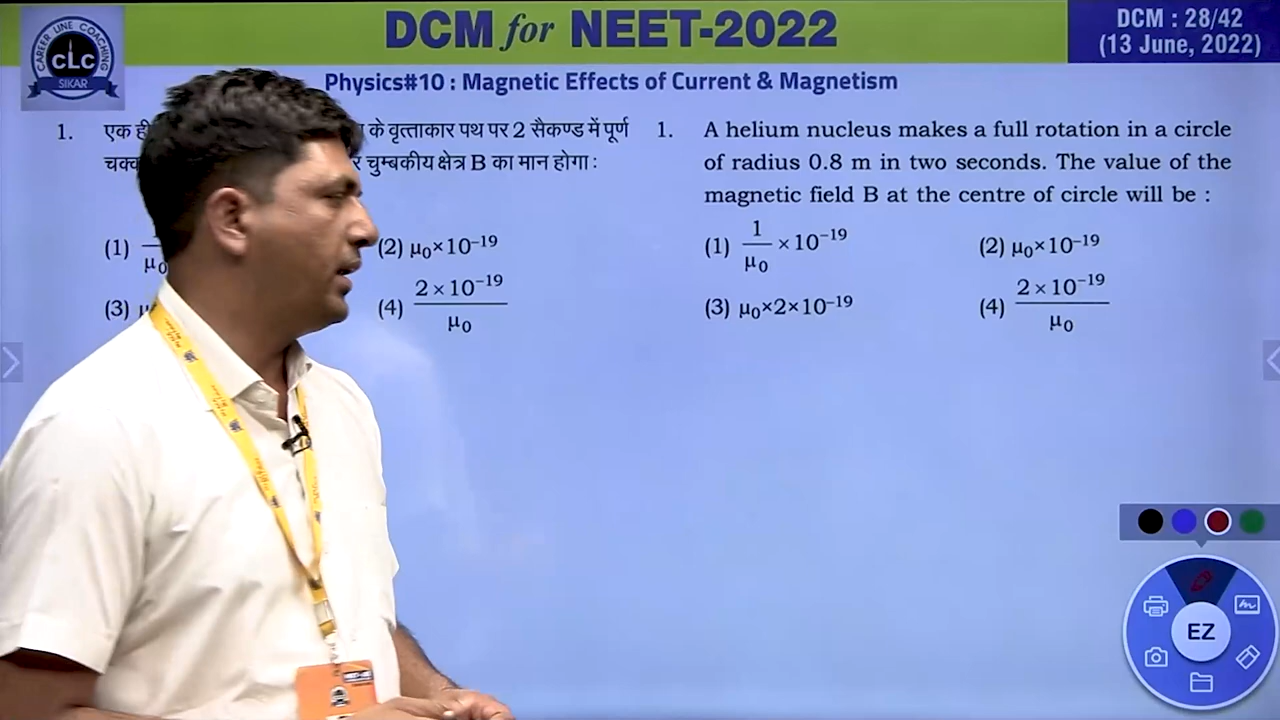 DCM for NEET-2022
DCM : 28/42
(13 June, 2022)
CAREER LINE COACHING
CLC
SIKAR
Physics#10 : Magnetic Effects of Current & Magnetism
1. एक ही के वृत्ताकार पथ पर 2 सैकण्ड में पूर्ण
चुम्बकीय क्षेत्र B का मान होगा :
(1) μ₀
(2) μ₀×10⁻¹⁹
(3)
(4) 2×10⁻¹⁹/μ₀
1. A helium nucleus makes a full rotation in a circle
of radius 0.8 m in two seconds. The value of the
magnetic field B at the centre of circle will be :
(1) 1/μ₀ ×10⁻¹⁹
(2) μ₀×10⁻¹⁹
(3) μ₀×2×10⁻¹⁹
(4) 2×10⁻¹⁹/μ₀
EZ